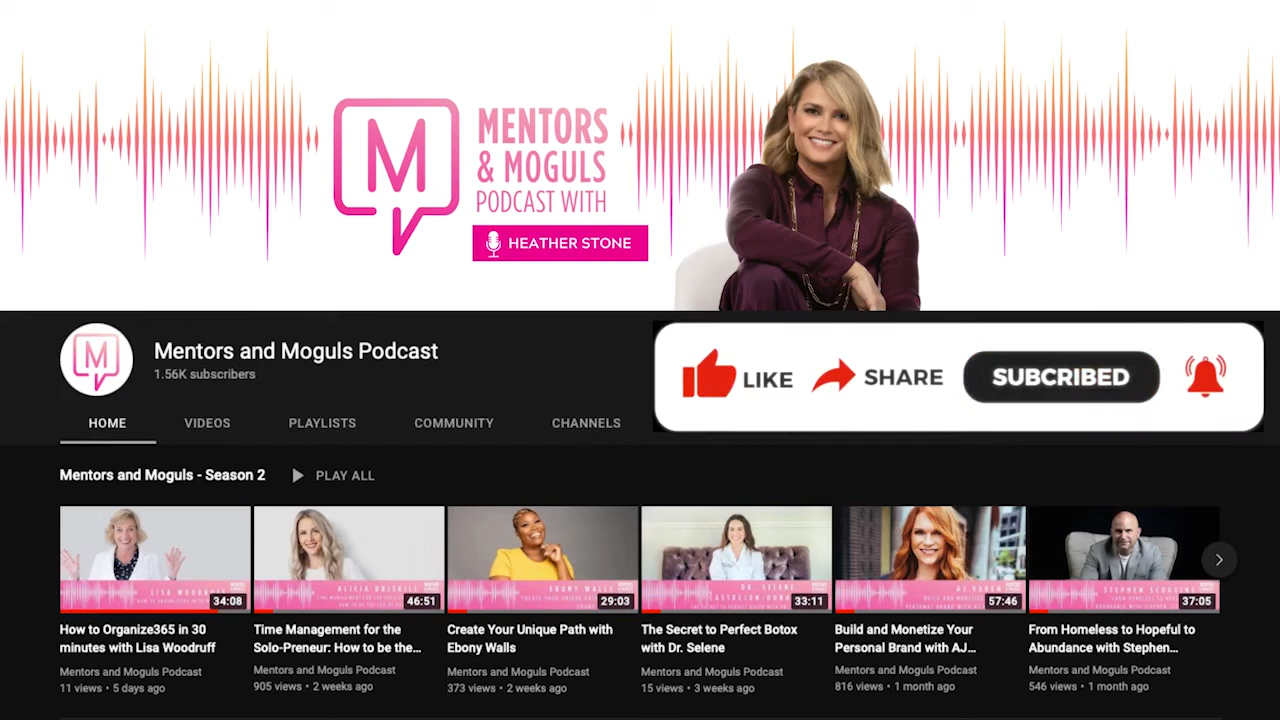 M
MENTORS
& MOGULS
PODCAST WITH
HEATHER STONE
M
Mentors and Moguls Podcast
1.56K subscribers
LIKE
SHARE
SUBCRIBED
HOME
VIDEOS
PLAYLISTS
COMMUNITY
CHANNELS
Mentors and Moguls - Season 2
PLAY ALL
34:08
How to Organize365 in 30
minutes with Lisa Woodruff
Mentors and Moguls Podcast
11 views • 5 days ago
ALICIA DRISKILL
46:51
Time Management for the
Solo-Preneur: How to be the...
Mentors and Moguls Podcast
905 views • 2 weeks ago
EBONY WALLS
29:03
Create Your Unique Path with
Ebony Walls
Mentors and Moguls Podcast
373 views • 2 weeks ago
DR. SELENE
33:11
The Secret to Perfect Botox
with Dr. Selene
Mentors and Moguls Podcast
15 views • 3 weeks ago
57:46
Build and Monetize Your
Personal Brand with AJ...
Mentors and Moguls Podcast
816 views • 1 month ago
37:05
From Homeless to Hopeful to
Abundance with Stephen...
Mentors and Moguls Podcast
546 views • 1 month ago